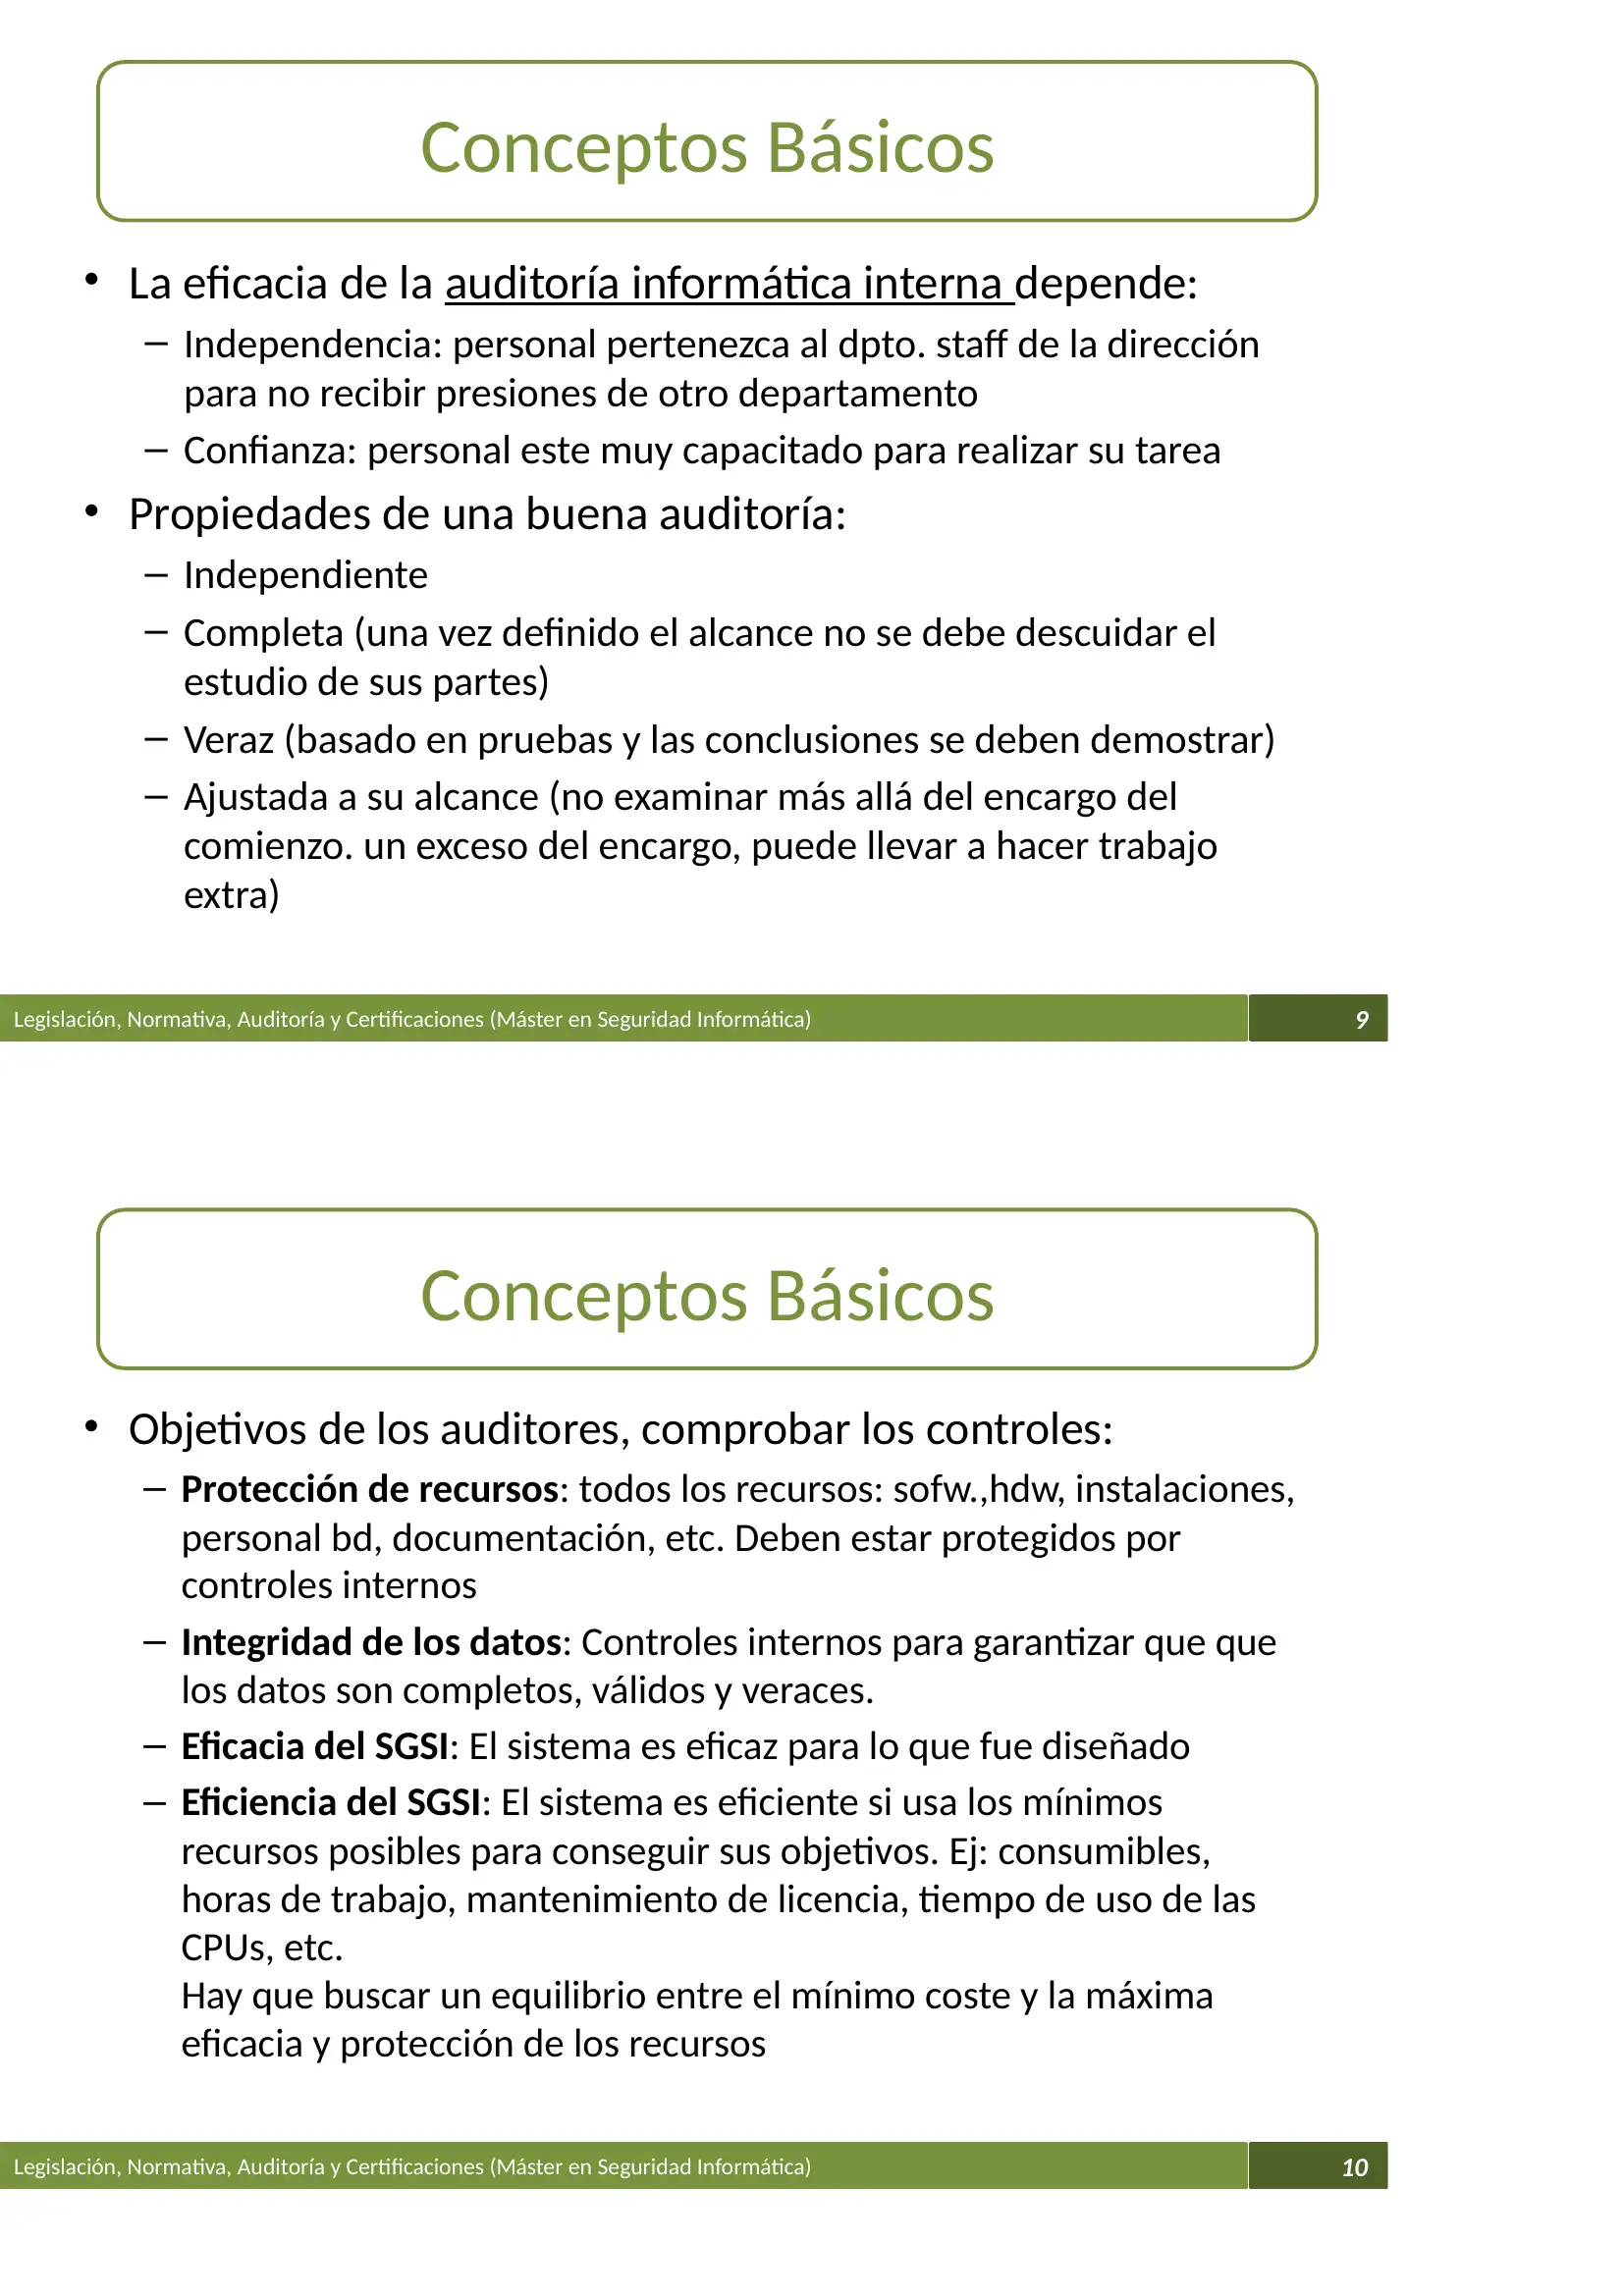 Conceptos Básicos
• La eficacia de la auditoría informática interna depende:
– Independencia: personal pertenezca al dpto. staff de la dirección
para no recibir presiones de otro departamento
– Confianza: personal este muy capacitado para realizar su tarea
• Propiedades de una buena auditoría:
– Independiente
– Completa (una vez definido el alcance no se debe descuidar el
estudio de sus partes)
– Veraz (basado en pruebas y las conclusiones se deben demostrar)
– Ajustada a su alcance (no examinar más allá del encargo del
comienzo. un exceso del encargo, puede llevar a hacer trabajo
extra)
Legislación, Normativa, Auditoría y Certificaciones (Máster en Seguridad Informática) 9
Conceptos Básicos
• Objetivos de los auditores, comprobar los controles:
– Protección de recursos: todos los recursos: sofw.,hdw, instalaciones,
personal bd, documentación, etc. Deben estar protegidos por
controles internos
– Integridad de los datos: Controles internos para garantizar que que
los datos son completos, válidos y veraces.
– Eficacia del SGSI: El sistema es eficaz para lo que fue diseñado
– Eficiencia del SGSI: El sistema es eficiente si usa los mínimos
recursos posibles para conseguir sus objetivos. Ej: consumibles,
horas de trabajo, mantenimiento de licencia, tiempo de uso de las
CPUs, etc.
Hay que buscar un equilibrio entre el mínimo coste y la máxima
eficacia y protección de los recursos
Legislación, Normativa, Auditoría y Certificaciones (Máster en Seguridad Informática) 10